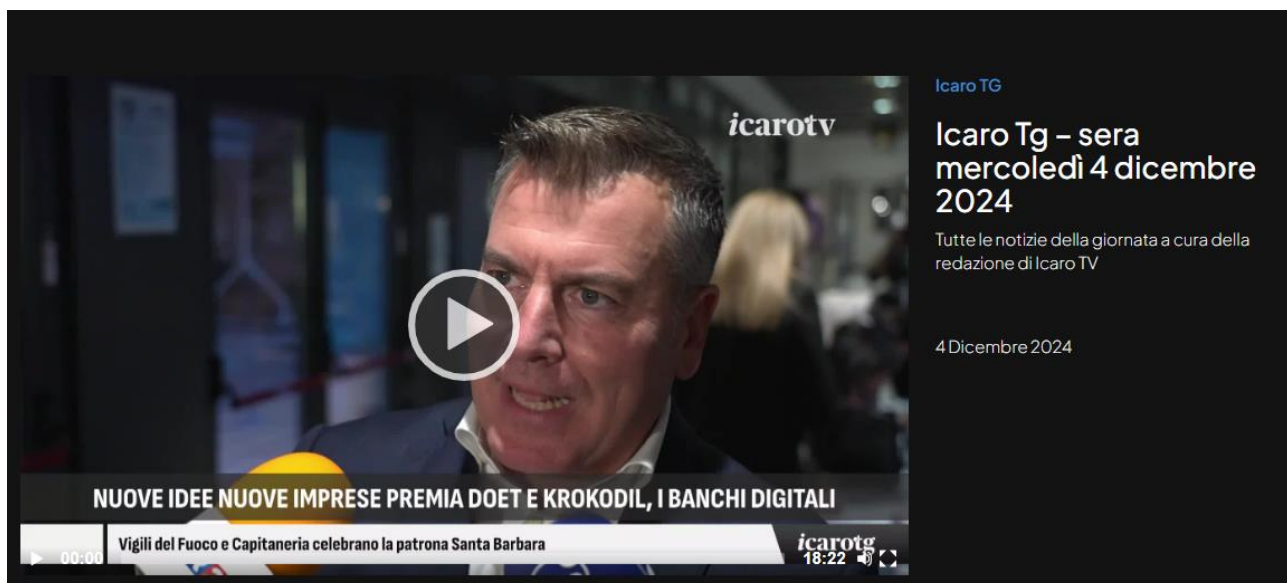 icarotv
NUOVE IDEE NUOVE IMPRESE PREMIA DOET E KROKODIL, I BANCHI DIGITALI
Vigili del Fuoco e Capitaneria celebrano la patrona Santa Barbara
icarotg
00:00
18:22
Icaro TG
Icaro Tg – sera
mercoledì 4 dicembre
2024
Tutte le notizie della giornata a cura della
redazione di Icaro TV
4 Dicembre 2024